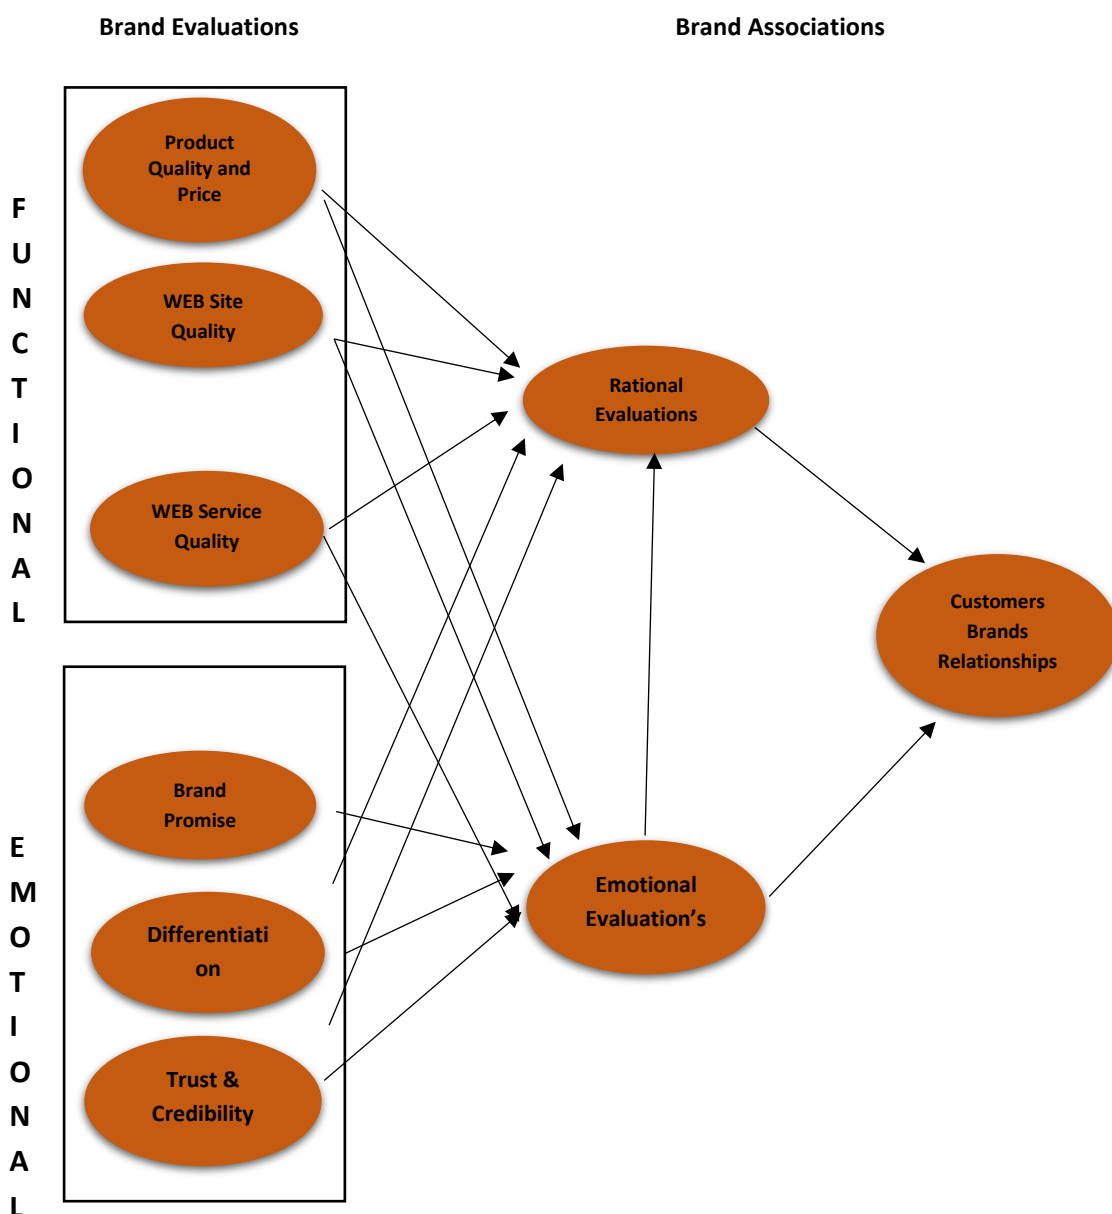 Brand Evaluations
Brand Associations
F
U
N
C
T
I
O
N
A
L
Product
Quality and
Price
WEB Site
Quality
WEB Service
Quality
Rational
Evaluations
Customers
Brands
Relationships
E
M
O
T
I
O
N
A
L
Brand
Promise
Differentiati
on
Trust &
Credibility
Emotional
Evaluation’s